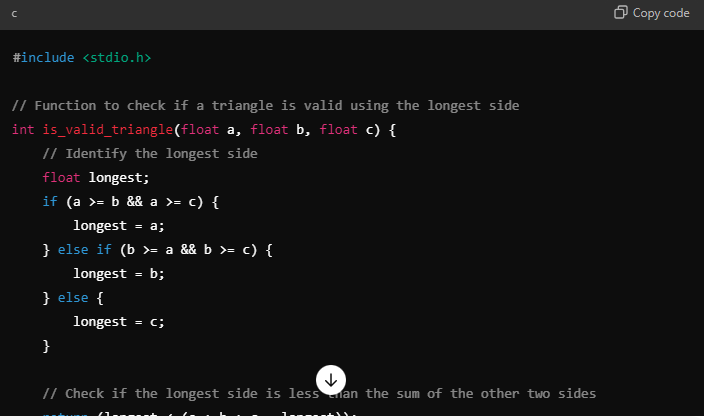 c
Copy code
#include <stdio.h>
// Function to check if a triangle is valid using the longest side
int is_valid_triangle(float a, float b, float c) {
    // Identify the longest side
    float longest;
    if (a >= b && a >= c) {
        longest = a;
    } else if (b >= a && b >= c) {
        longest = b;
    } else {
        longest = c;
    }
    // Check if the longest side is less than the sum of the other two sides